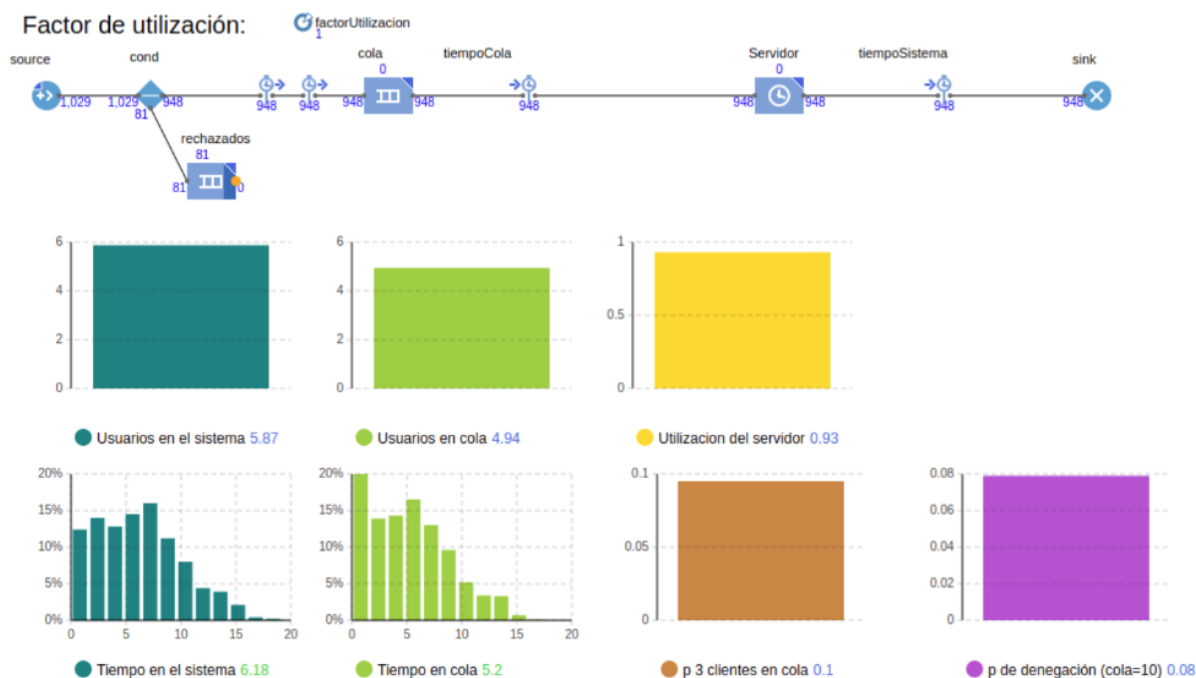 Factor de utilización:
factorUtilizacion
1
source
cond
cola
tiempoCola
Servidor
tiempoSistema
sink
0
0
1,029
1,029
948
948
948
948
948
948
948
948
948
948
81
rechazados
81
81
0
6
4
2
0
6
4
2
0
1
0.5
0
Usuarios en el sistema 5.87
Usuarios en cola 4.94
Utilizacion del servidor 0.93
20%
15%
10%
5%
0%
0 5 10 15 20
20%
15%
10%
5%
0%
0 5 10 15 20
0.1
0.05
0
0.08
0.06
0.04
0.02
0
Tiempo en el sistema 6.18
Tiempo en cola 5.2
p 3 clientes en cola 0.1
p de denegación (cola=10) 0.08